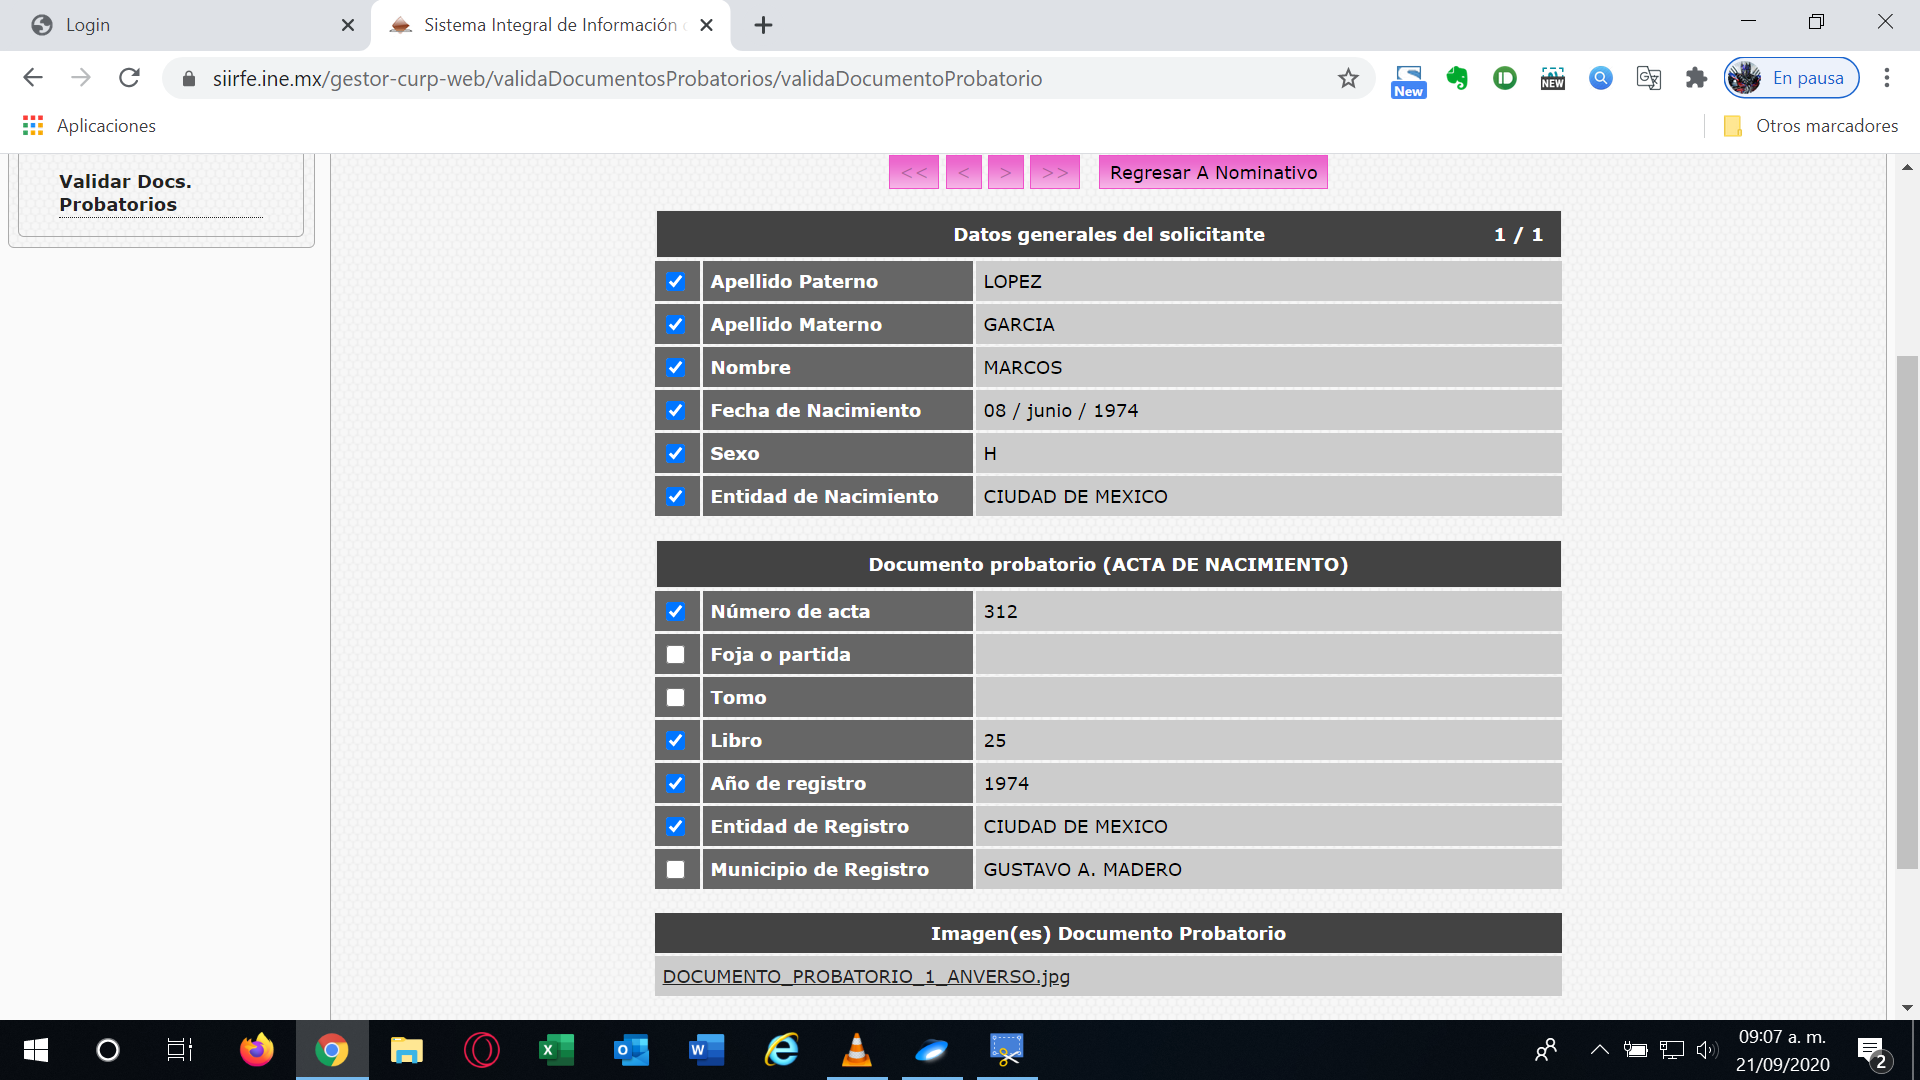 Login
Sistema Integral de Información
siirfe.ine.mx/gestor-curp-web/validaDocumentosProbatorios/validaDocumentoProbatorio
New
NEW
En pausa
Aplicaciones
Otros marcadores
Validar Docs.
Probatorios
<< < > >> Regresar A Nominativo
Datos generales del solicitante 1 / 1
Apellido Paterno LOPEZ
Apellido Materno GARCIA
Nombre MARCOS
Fecha de Nacimiento 08 / junio / 1974
Sexo H
Entidad de Nacimiento CIUDAD DE MEXICO
Documento probatorio (ACTA DE NACIMIENTO)
Número de acta 312
Foja o partida
Tomo
Libro 25
Año de registro 1974
Entidad de Registro CIUDAD DE MEXICO
Municipio de Registro GUSTAVO A. MADERO
Imagen(es) Documento Probatorio
DOCUMENTO_PROBATORIO_1_ANVERSO.jpg
09:07 a. m.
21/09/2020
2